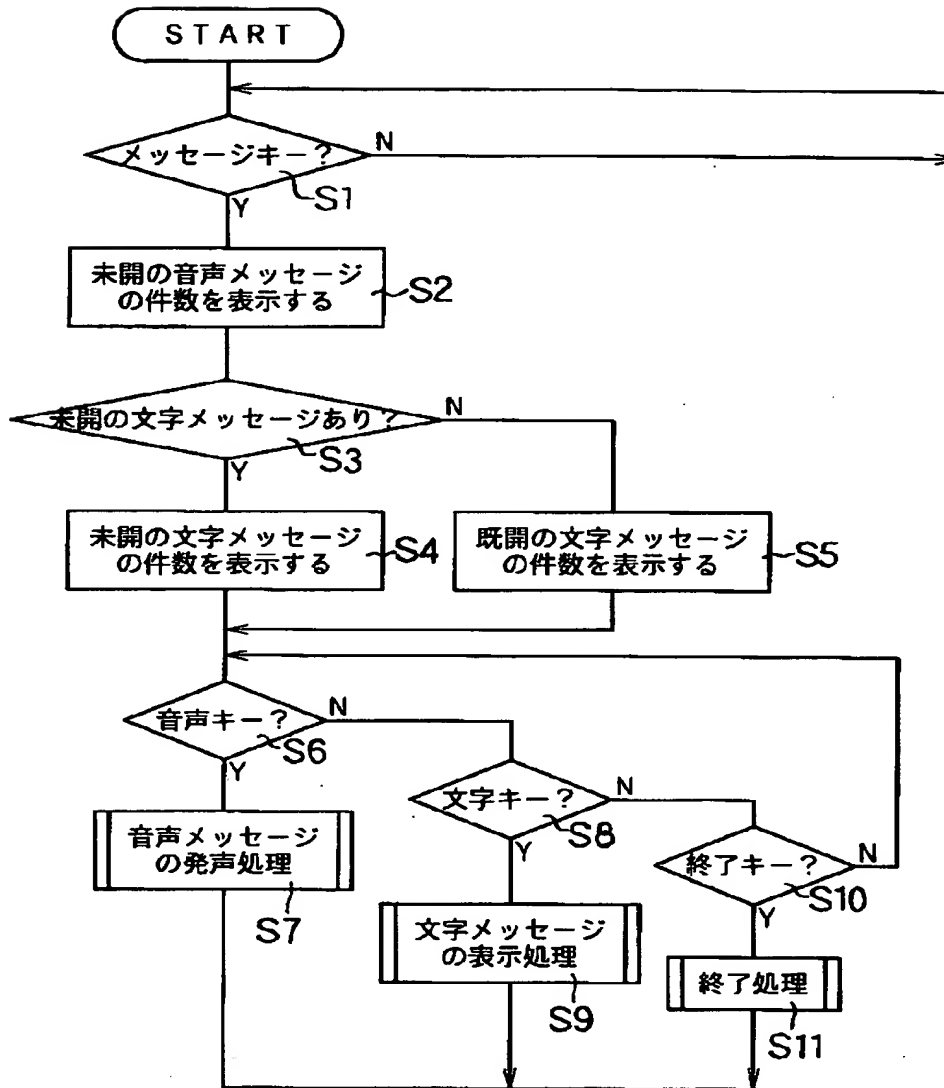 START
メッセージキー?
N
S1
Y
未開の音声メッセージ
の件数を表示する
S2
未開の文字メッセージあり?
N
S3
Y
未開の文字メッセージ
の件数を表示する
S4
既開の文字メッセージ
の件数を表示する
S5
音声キー?
N
S6
Y
文字キー?
N
S8
Y
音声メッセージ
の発声処理
S7
終了キー?
N
S10
Y
文字メッセージ
の表示処理
S9
終了処理
S11